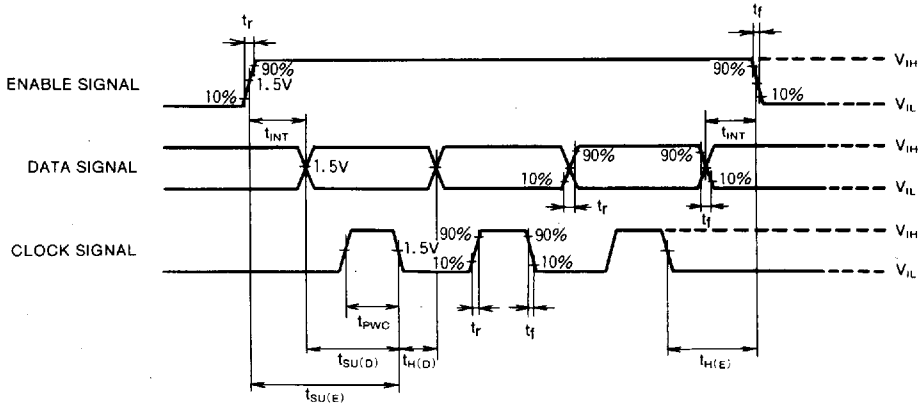 tr
tf
VIH
90%
90%
ENABLE SIGNAL
1.5V
10%
10%
VIL
tINT
tINT
VIH
90%
90%
DATA SIGNAL
1.5V
10%
10%
VIL
tr
tf
VIH
90%
90%
CLOCK SIGNAL
1.5V
10%
10%
VIL
tPWC
tr
tf
tSU(D)
tH(D)
tH(E)
tSU(E)